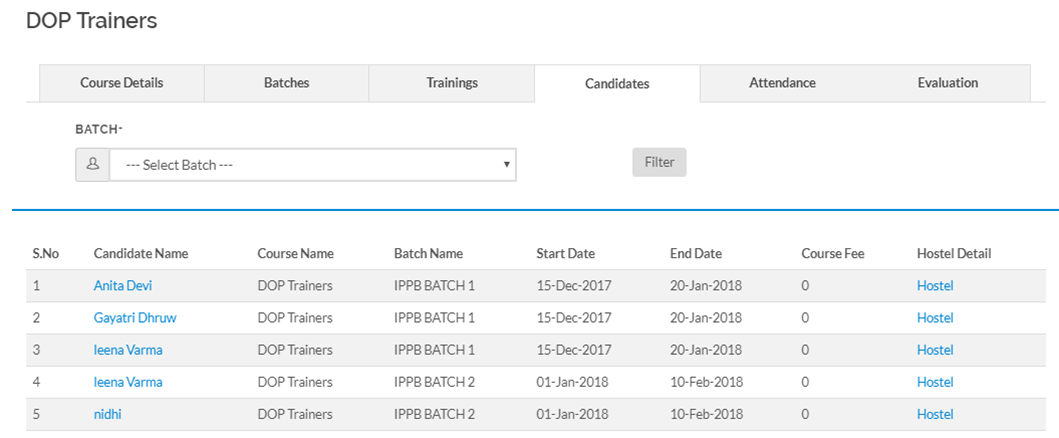 DOP Trainers
Course Details Batches Trainings Candidates Attendance Evaluation
BATCH-
--- Select Batch --- Filter
S.No Candidate Name Course Name Batch Name Start Date End Date Course Fee Hostel Detail
1 Anita Devi DOP Trainers IPPB BATCH 1 15-Dec-2017 20-Jan-2018 0 Hostel
2 Gayatri Dhruw DOP Trainers IPPB BATCH 1 15-Dec-2017 20-Jan-2018 0 Hostel
3 leena Varma DOP Trainers IPPB BATCH 1 15-Dec-2017 20-Jan-2018 0 Hostel
4 leena Varma DOP Trainers IPPB BATCH 2 01-Jan-2018 10-Feb-2018 0 Hostel
5 nidhi DOP Trainers IPPB BATCH 2 01-Jan-2018 10-Feb-2018 0 Hostel